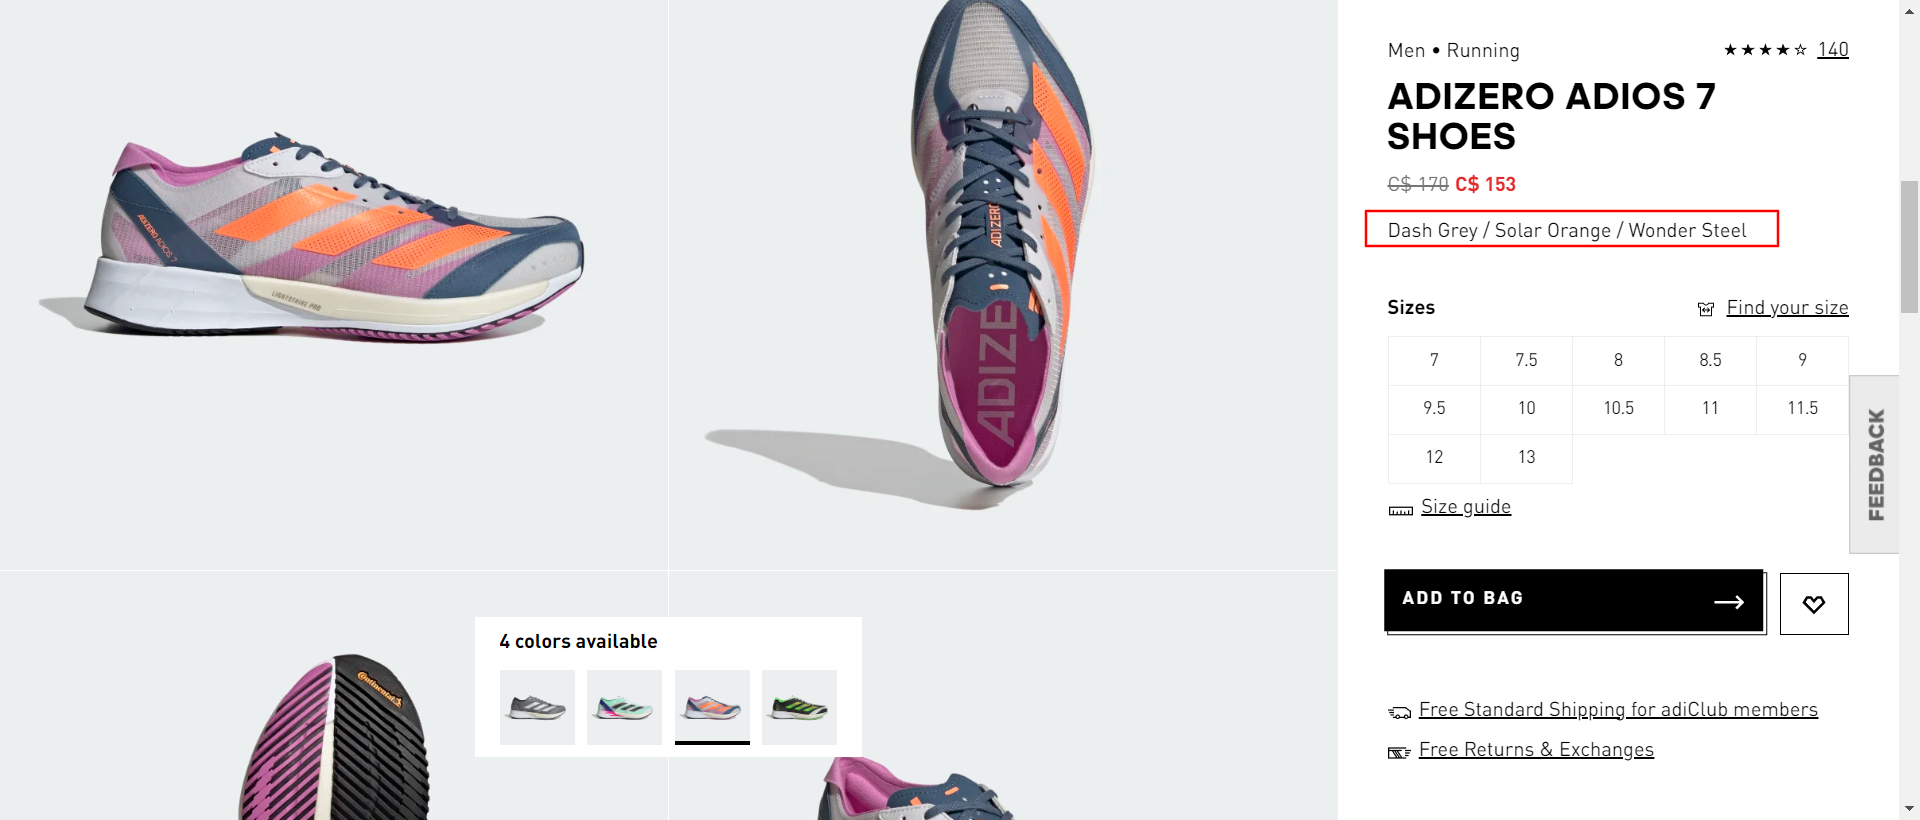 Men • Running
★★★★☆ 140
ADIZERO ADIOS 7
SHOES
C$ 170 C$ 153
Dash Grey / Solar Orange / Wonder Steel
Sizes
Find your size
7 7.5 8 8.5 9
9.5 10 10.5 11 11.5
12 13
Size guide
ADD TO BAG
Free Standard Shipping for adiClub members
Free Returns & Exchanges
FEEDBACK
4 colors available
ADIZERO ADIOS 7
LIGHTSTRIKE PRO
ADIZERO
ADIZE
Continental